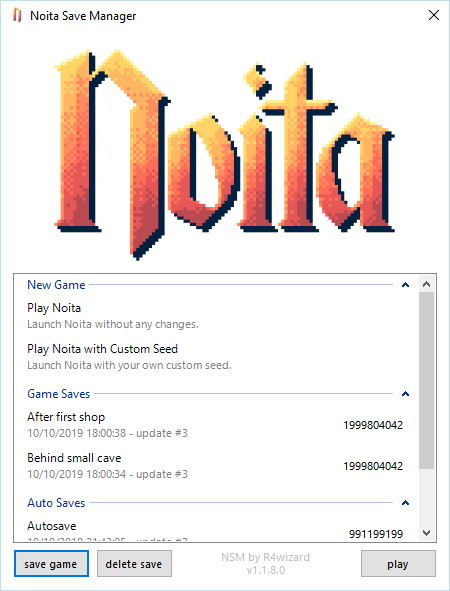 Noita Save Manager
Noita
New Game
Play Noita
Launch Noita without any changes.
Play Noita with Custom Seed
Launch Noita with your own custom seed.
Game Saves
After first shop
10/10/2019 18:00:38 - update #3
1999804042
Behind small cave
10/10/2019 18:00:34 - update #3
1999804042
Auto Saves
Autosave
991199199
save game
delete save
NSM by R4wizard
v1.1.8.0
play